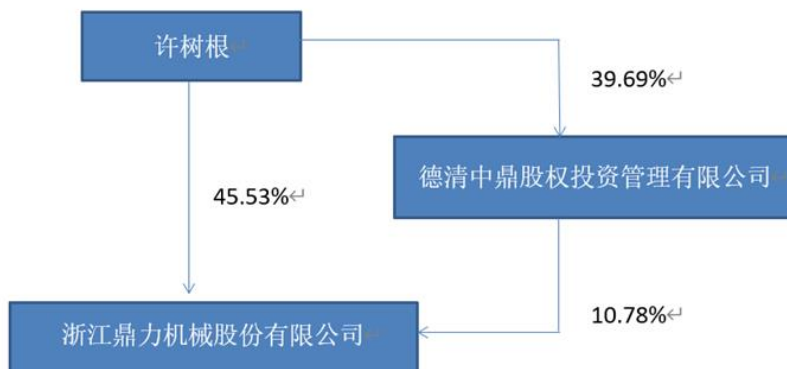 许树根
39.69%
德清中鼎股权投资管理有限公司
45.53%
浙江鼎力机械股份有限公司
10.78%